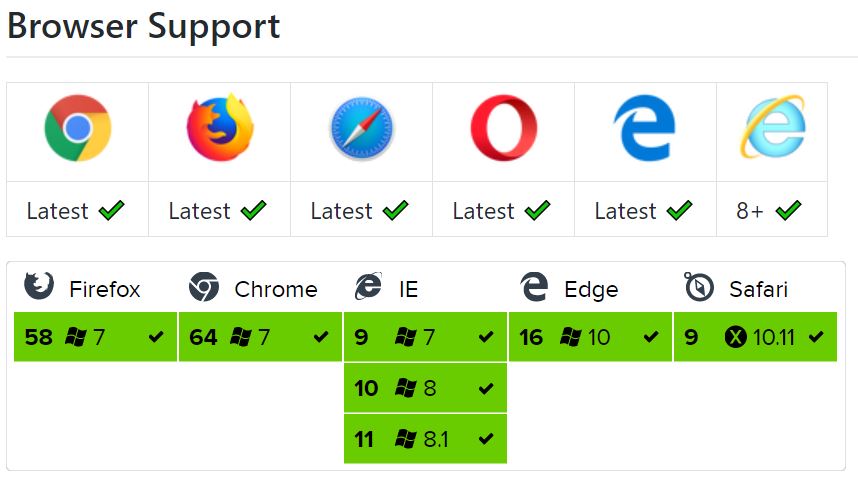 Browser Support
Latest ✔ Latest ✔ Latest ✔ Latest ✔ Latest ✔ 8+ ✔
Firefox Chrome IE Edge Safari
58 7 ✔ 64 7 ✔ 9 7 ✔ 16 10 ✔ 9 X 10.11 ✔
10 8 ✔
11 8.1 ✔